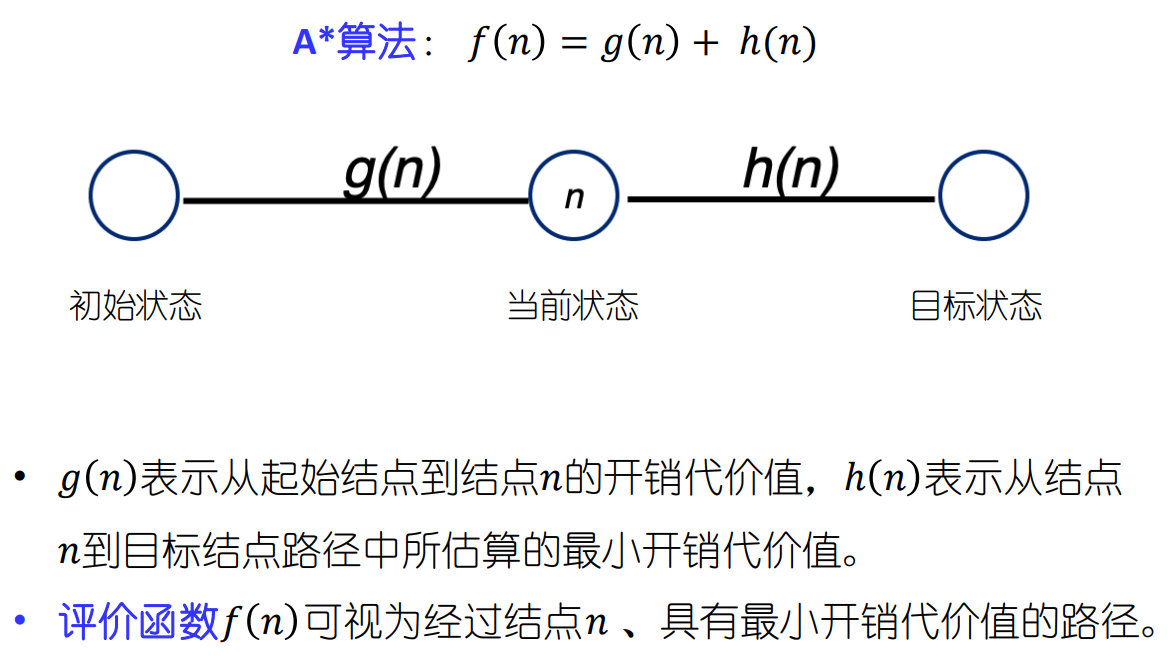 A*算法： f(n) = g(n) + h(n)
g(n) h(n)
n
初始状态 当前状态 目标状态
• g(n)表示从起始结点到结点n的开销代价值，h(n)表示从结点
n到目标结点路径中所估算的最小开销代价值。
• 评价函数f(n)可视为经过结点n 、具有最小开销代价值的路径。